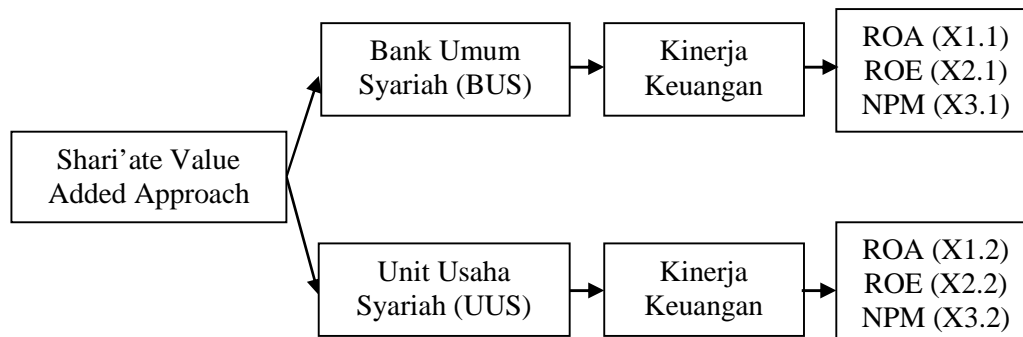 Shari’ate Value
Added Approach
Bank Umum
Syariah (BUS)
Kinerja
Keuangan
ROA (X1.1)
ROE (X2.1)
NPM (X3.1)
Unit Usaha
Syariah (UUS)
Kinerja
Keuangan
ROA (X1.2)
ROE (X2.2)
NPM (X3.2)